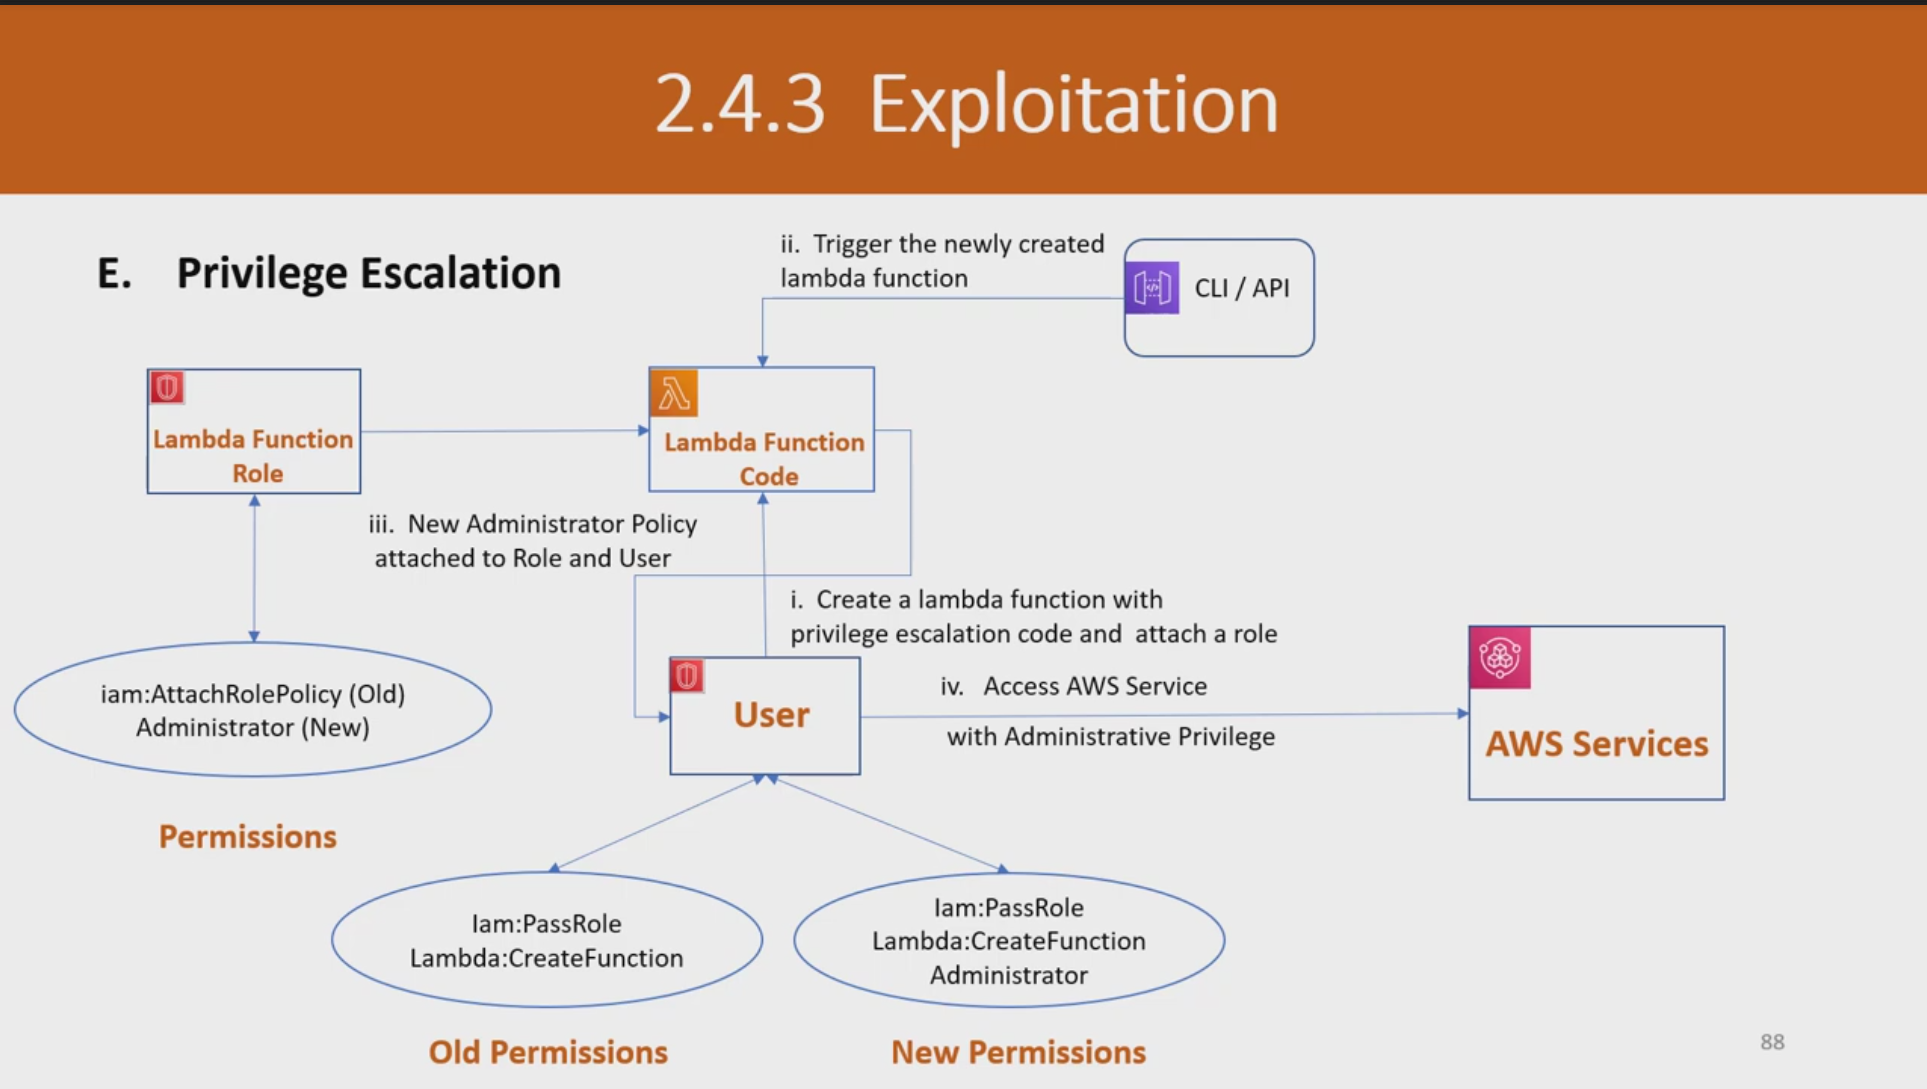 2.4.3 Exploitation
E. Privilege Escalation
ii. Trigger the newly created
lambda function
CLI / API
Lambda Function
Role
Lambda Function
Code
iii. New Administrator Policy
attached to Role and User
i. Create a lambda function with
privilege escalation code and attach a role
iam:AttachRolePolicy (Old)
Administrator (New)
User
iv. Access AWS Service
with Administrative Privilege
AWS Services
Permissions
Iam:PassRole
Lambda:CreateFunction
Iam:PassRole
Lambda:CreateFunction
Administrator
Old Permissions
New Permissions
88